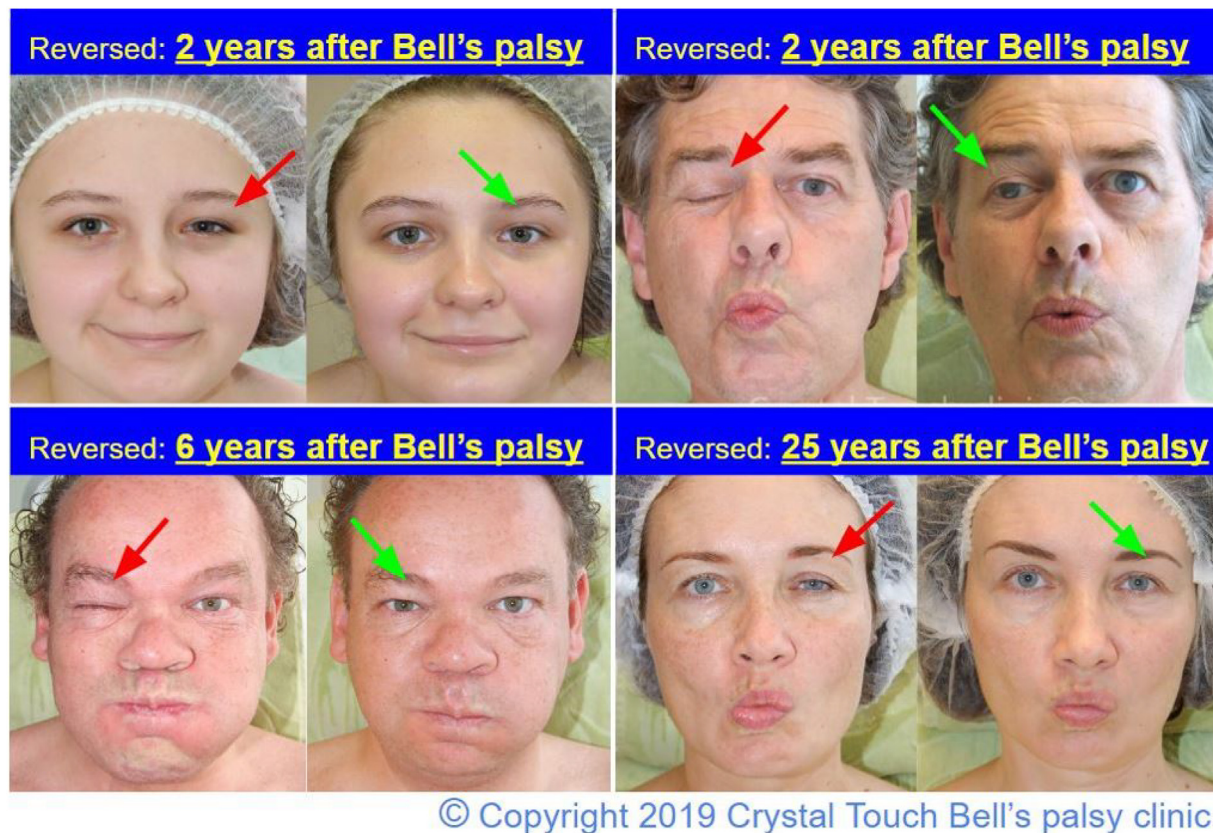 Reversed: 2 years after Bell's palsy
Reversed: 2 years after Bell's palsy
Reversed: 6 years after Bell's palsy
Reversed: 25 years after Bell's palsy
© Copyright 2019 Crystal Touch Bell's palsy clinic